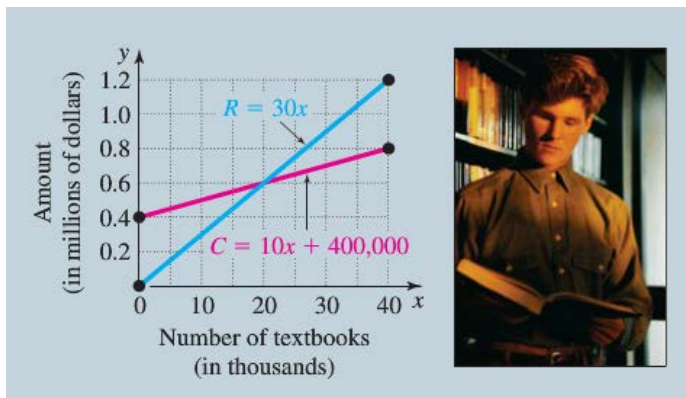 y
Amount
(in millions of dollars)
1.2
1.0
0.8
0.6
0.4
0.2
R = 30x
C = 10x + 400,000
0 10 20 30 40 x
Number of textbooks
(in thousands)